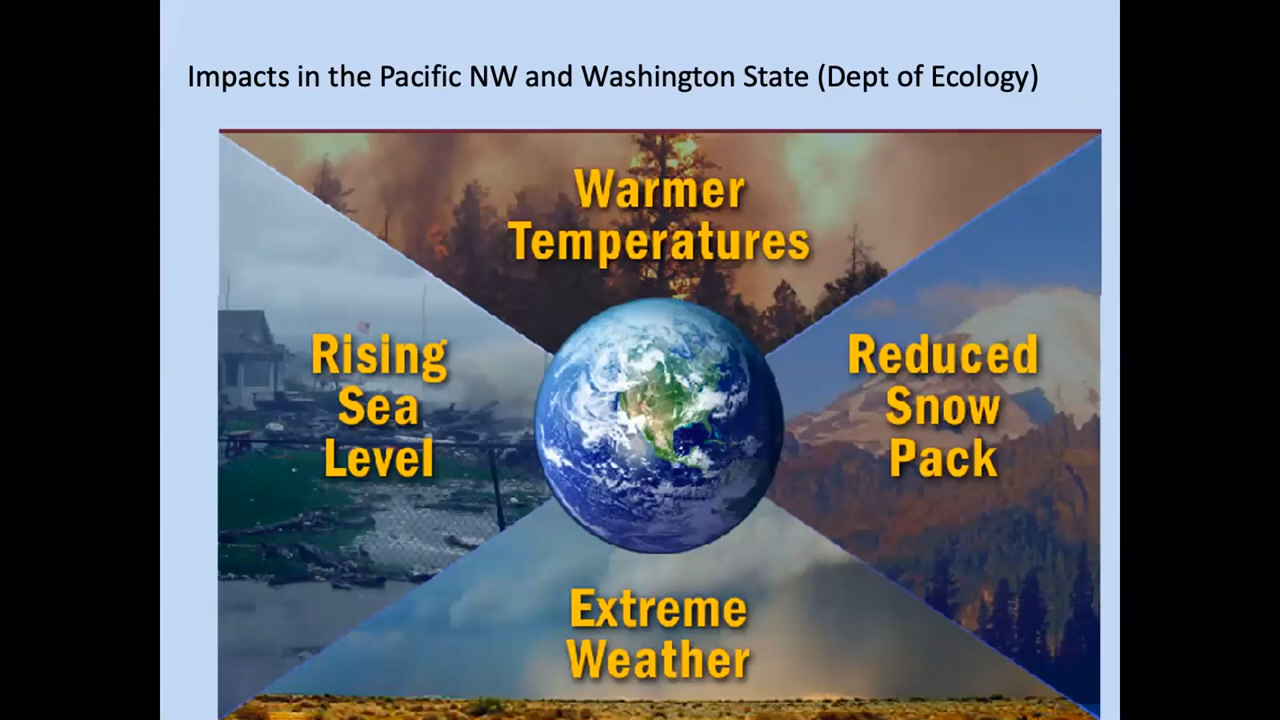 Impacts in the Pacific NW and Washington State (Dept of Ecology)
Warmer
Temperatures
Rising
Sea
Level
Reduced
Snow
Pack
Extreme
Weather